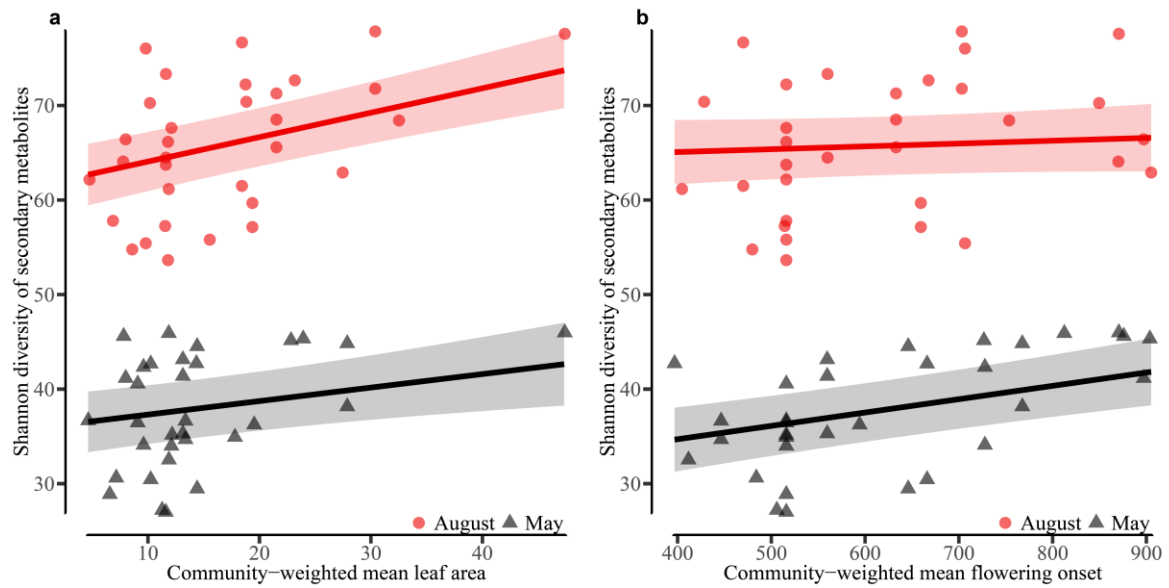 a
Shannon diversity of secondary metabolites
70
60
50
40
30
August May
10 20 30 40
Community−weighted mean leaf area
b
Shannon diversity of secondary metabolites
70
60
50
40
30
August May
400 500 600 700 800 900
Community−weighted mean flowering onset